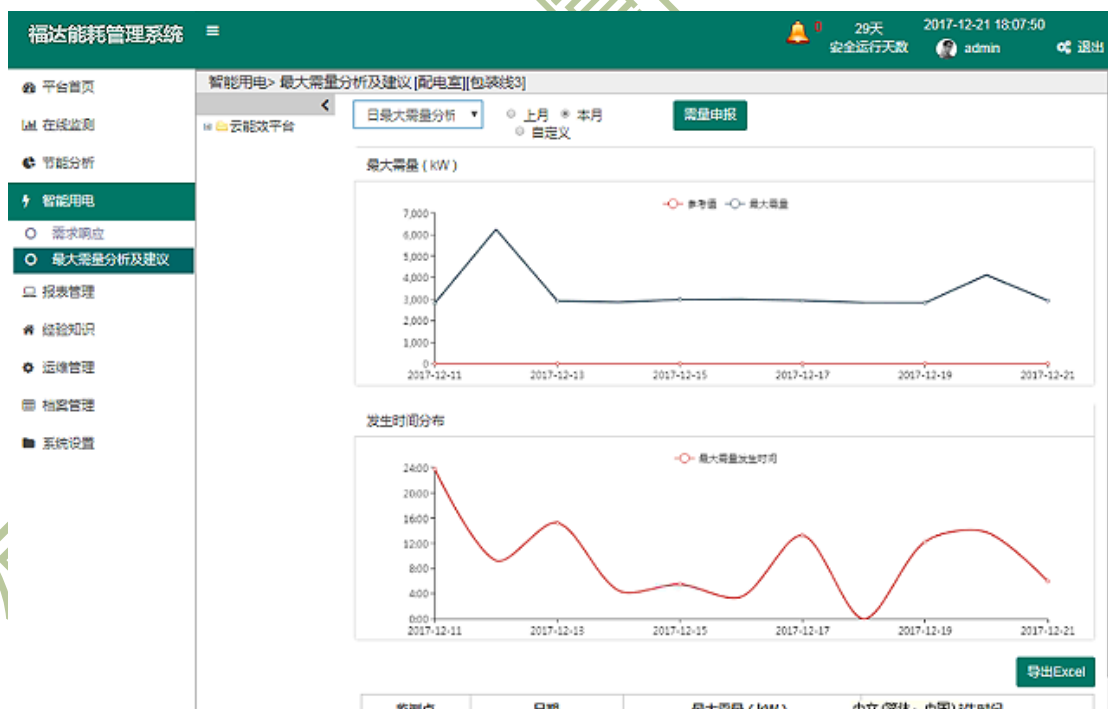 福达能耗管理系统
0
29天
安全运行天数
2017-12-21 18:07:50
admin
退出
平台首页
在线监测
节能分析
智能用电
需求响应
最大需量分析及建议
报表管理
经验知识
运维管理
档案管理
系统设置
智能用电> 最大需量分析及建议 [配电室][包装线3]
云能效平台
日最大需量分析
上月 本月
自定义
需量申报
最大需量 ( kW )
参考值 最大需量
7,000
6,000
5,000
4,000
3,000
2,000
1,000
0
2017-12-11 2017-12-13 2017-12-15 2017-12-17 2017-12-19 2017-12-21
发生时间分布
最大需量发生时间
24:00
20:00
16:00
12:00
8:00
4:00
0:00
2017-12-11 2017-12-13 2017-12-15 2017-12-17 2017-12-19 2017-12-21
导出Excel
监测点 日期 最大需量 ( kW )